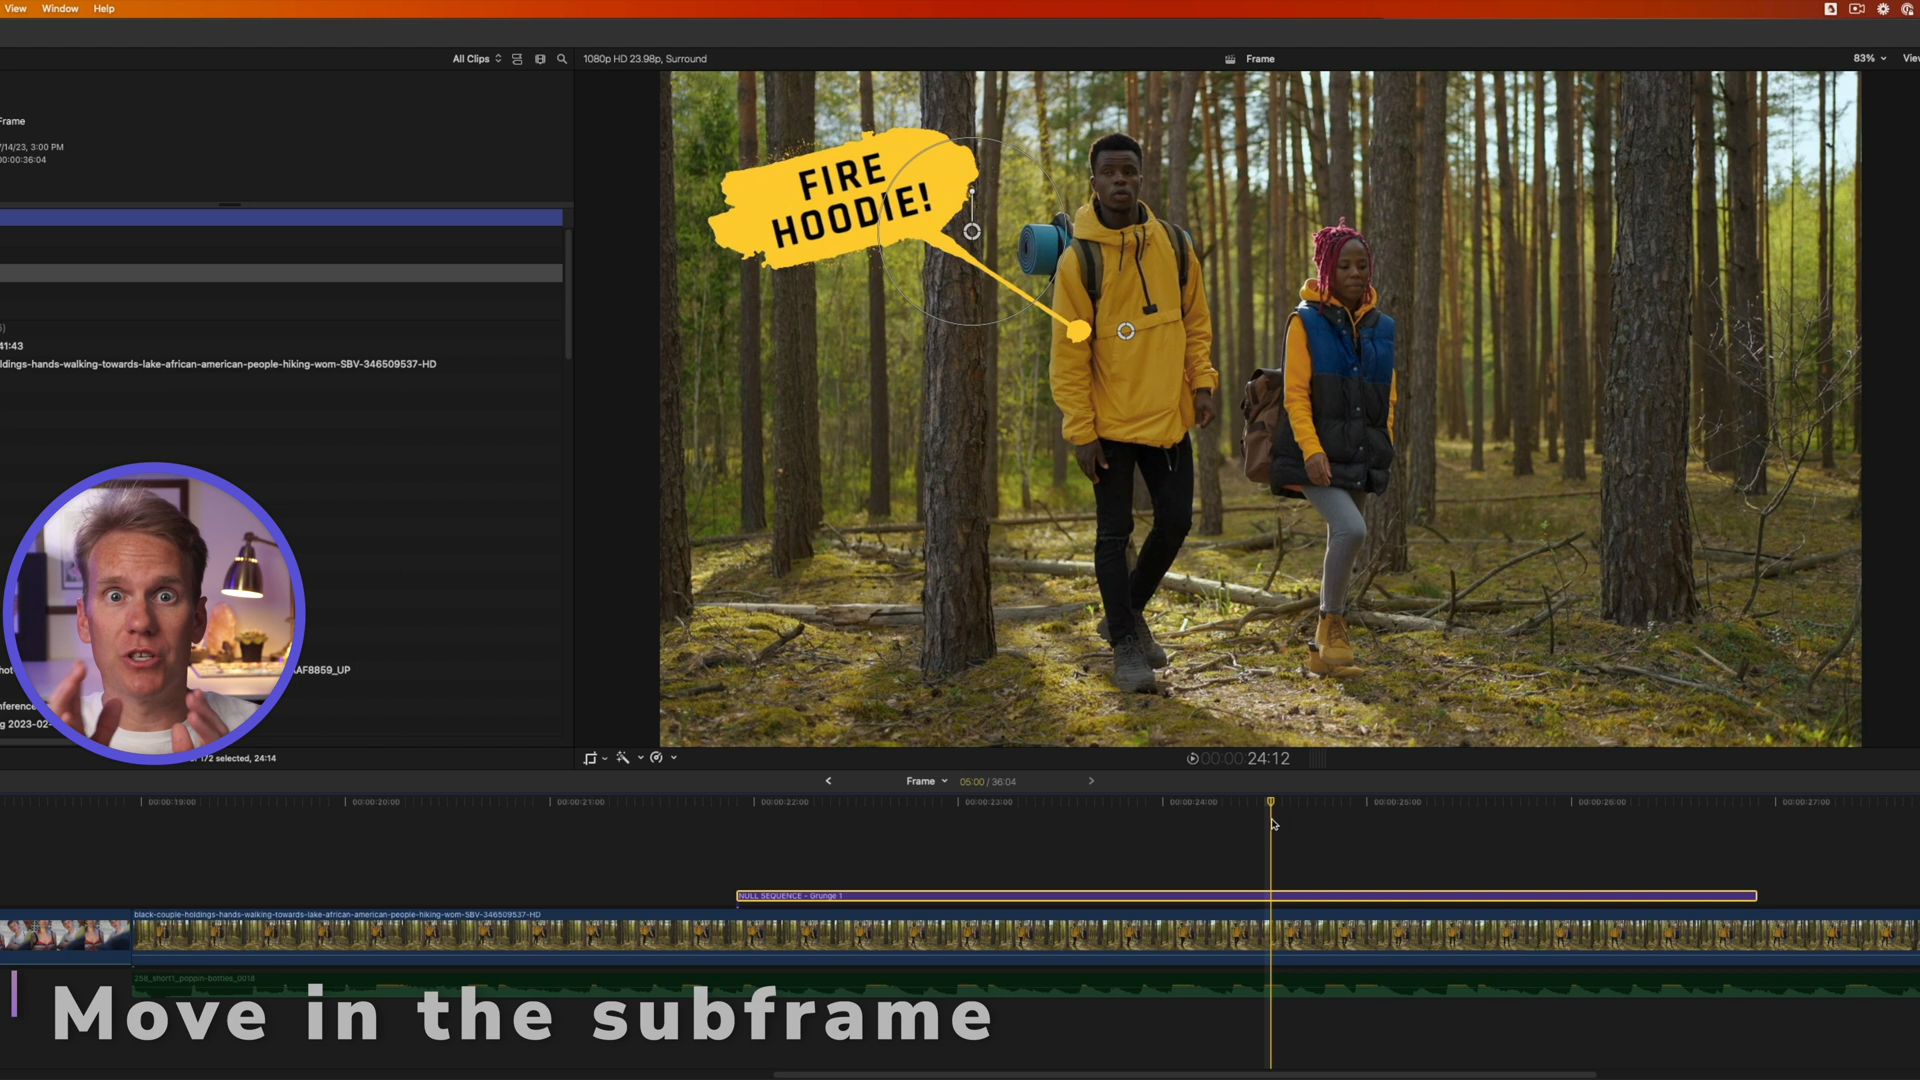 View Window Help
All Clips
1080p HD 23.98p, Surround
Frame
83%
Frame
/14/23, 3:00 PM
00:00:36:04
FIRE
HOODIE!
41:43
ldings-hands-walking-towards-lake-african-american-people-hiking-wom-SBV-346509537-HD
AF8859_UP
nference
g 2023-02-
172 selected, 24:14
00:00:24:12
Frame 05:00 / 36:04
00:00:19:00 00:00:20:00 00:00:21:00 00:00:22:00 00:00:23:00 00:00:24:00 00:00:25:00 00:00:26:00 00:00:27:00
NULL SEQUENCE - Grunge 1
black-couple-holdings-hands-walking-towards-lake-african-american-people-hiking-wom-SBV-346509537-HD
258_short1_poppin-bottles_0018
Move in the subframe